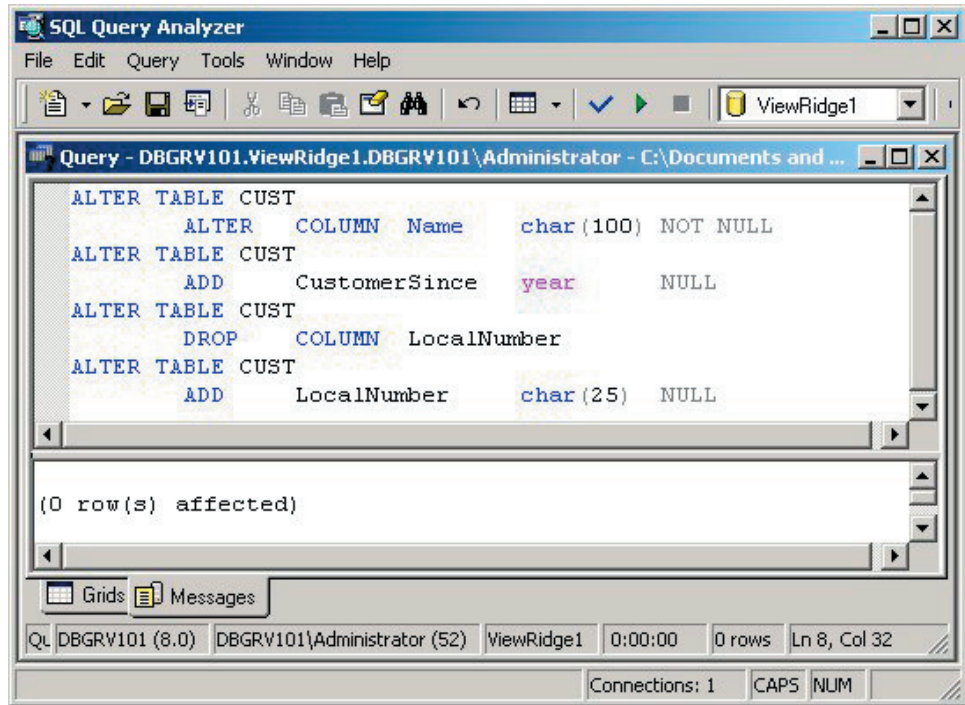 SQL Query Analyzer
File Edit Query Tools Window Help
ViewRidge1
Query - DBGRV101.ViewRidge1.DBGRV101\Administrator - C:\Documents and ...
ALTER TABLE CUST
ALTER COLUMN Name char(100) NOT NULL
ALTER TABLE CUST
ADD CustomerSince year NULL
ALTER TABLE CUST
DROP COLUMN LocalNumber
ALTER TABLE CUST
ADD LocalNumber char(25) NULL
(0 row(s) affected)
Grids Messages
Qu DBGRV101 (8.0) DBGRV101\Administrator (52) ViewRidge1 0:00:00 0 rows Ln 8, Col 32
Connections: 1 CAPS NUM